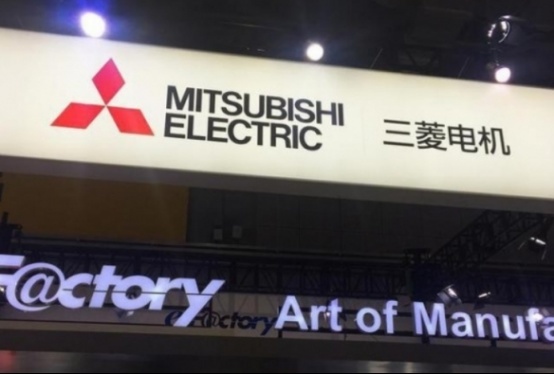 MITSUBISHI
ELECTRIC
三菱电机
F@ctory
e-F@ctory
Art of Manufa